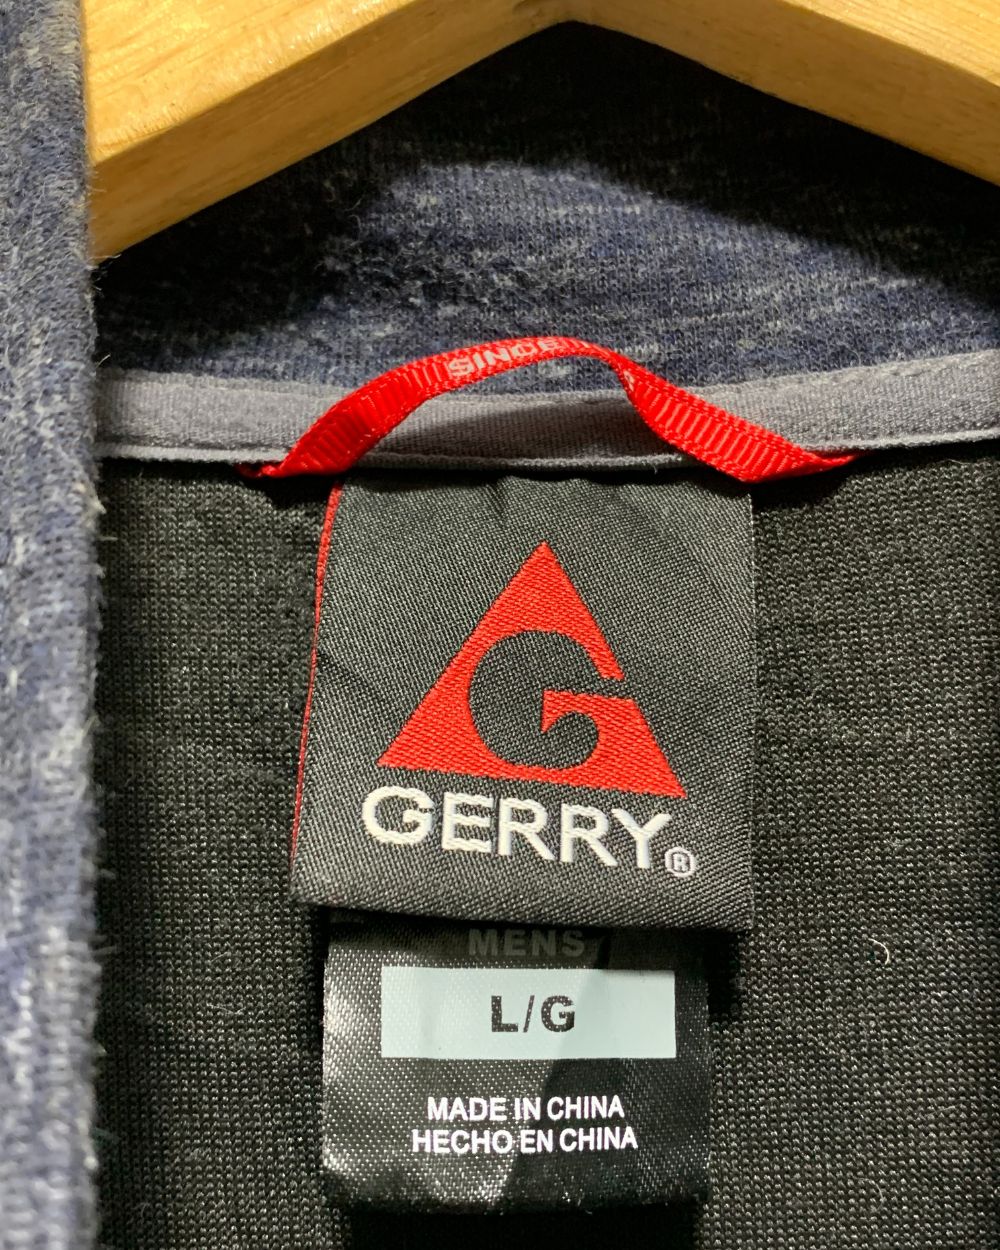 SINCE
G
GERRY®
MENS
L/G
MADE IN CHINA
HECHO EN CHINA